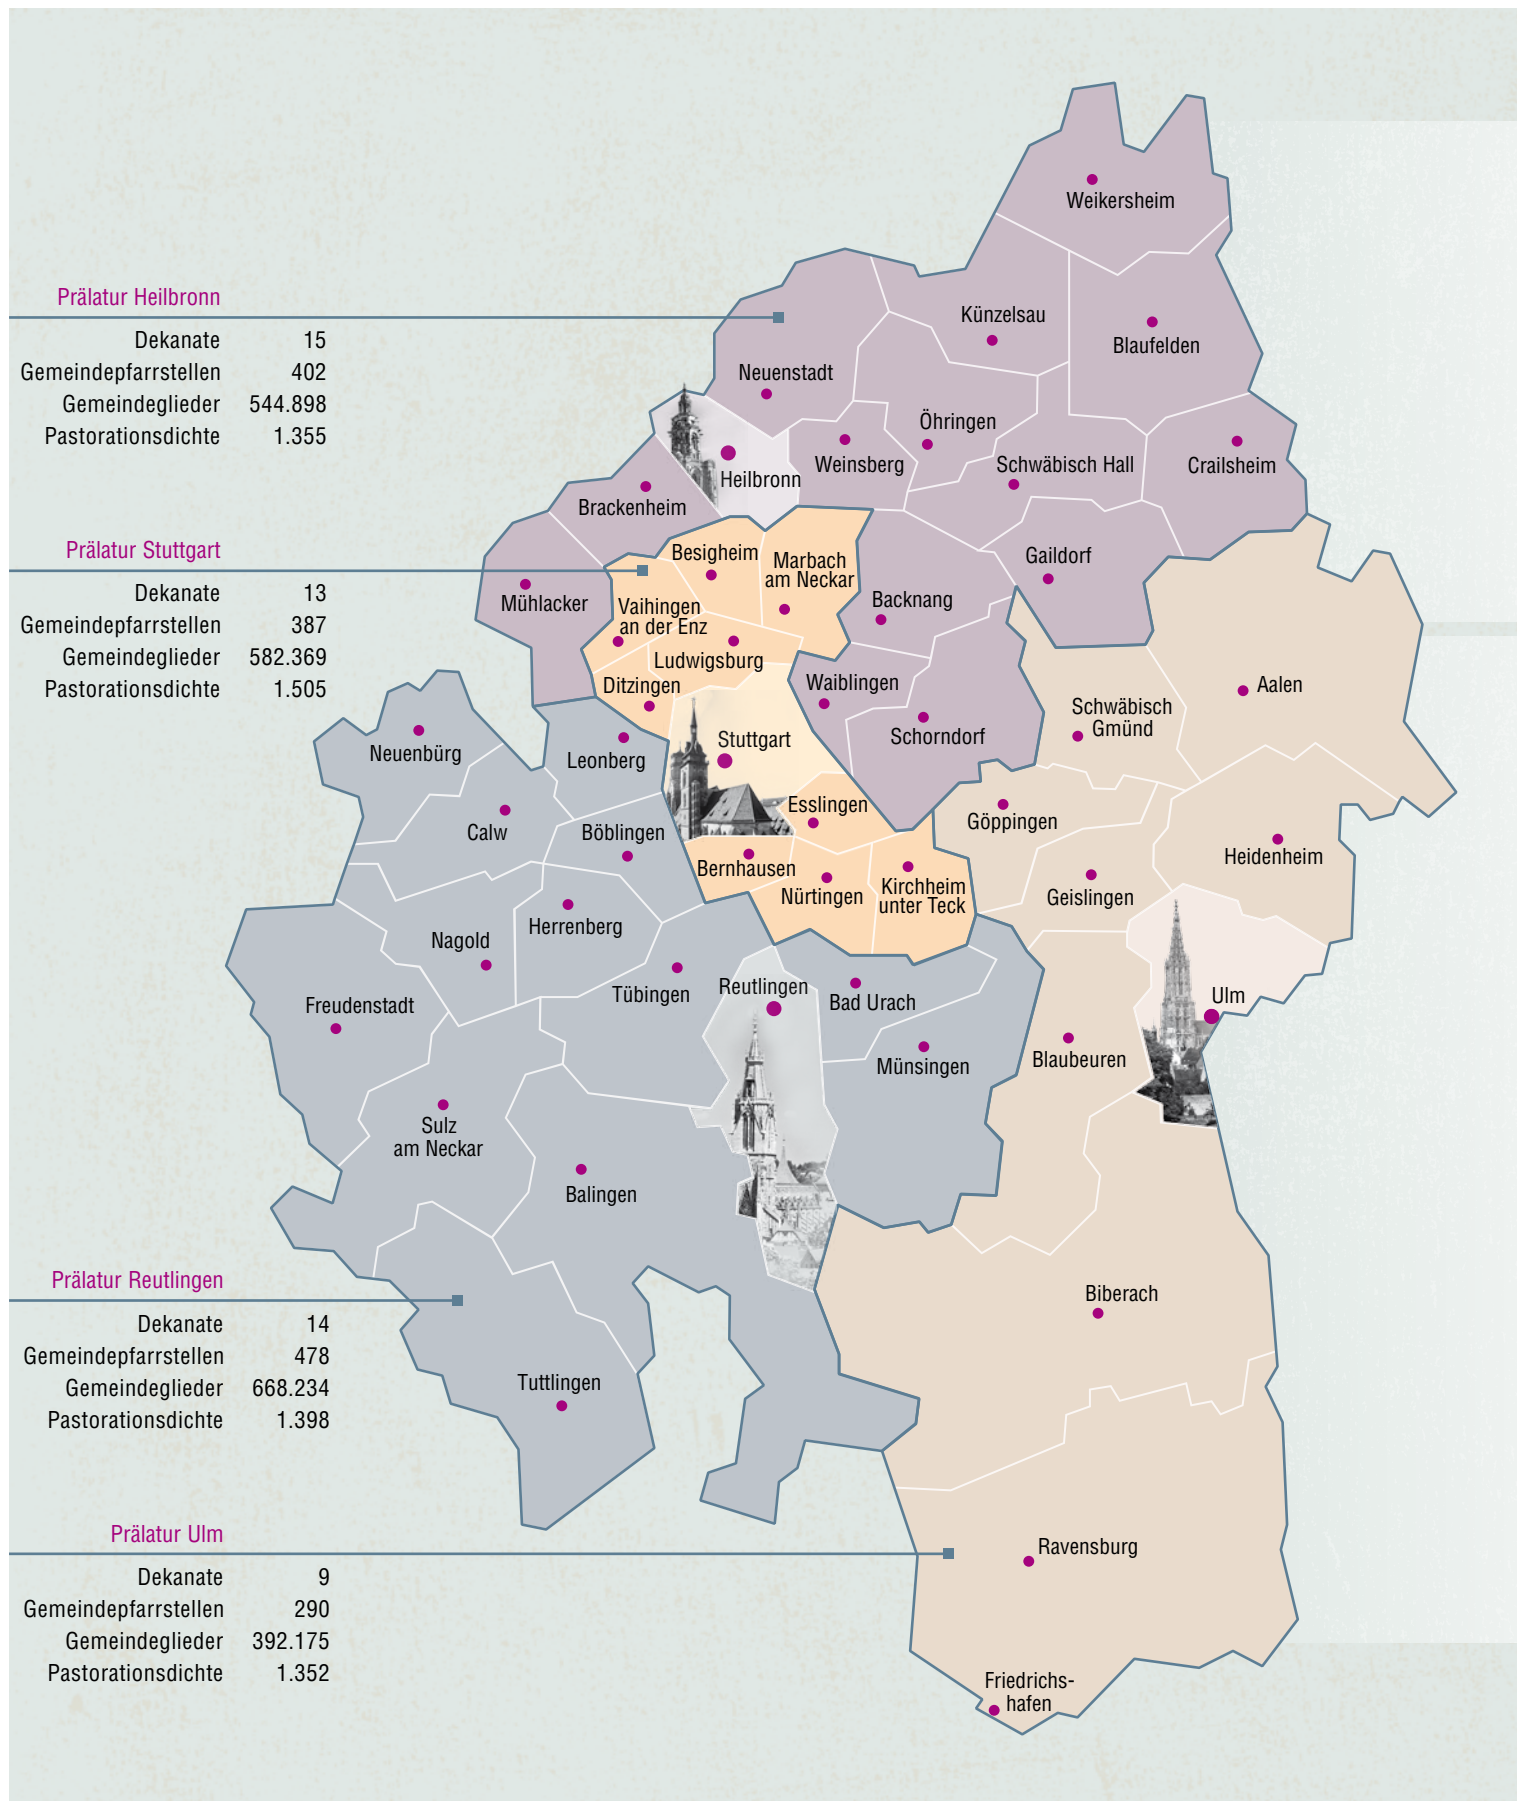 Prälatur Heilbronn
Dekanate 15
Gemeindepfarrstellen 402
Gemeindeglieder 544.898
Pastorationsdichte 1.355
Prälatur Stuttgart
Dekanate 13
Gemeindepfarrstellen 387
Gemeindeglieder 582.369
Pastorationsdichte 1.505
Prälatur Reutlingen
Dekanate 14
Gemeindepfarrstellen 478
Gemeindeglieder 668.234
Pastorationsdichte 1.398
Prälatur Ulm
Dekanate 9
Gemeindepfarrstellen 290
Gemeindeglieder 392.175
Pastorationsdichte 1.352
Weikersheim
Künzelsau
Blaufelden
Neuenstadt
Öhringen
Weinsberg
Schwäbisch Hall
Crailsheim
Heilbronn
Brackenheim
Besigheim
Marbach
am Neckar
Gaildorf
Mühlacker
Vaihingen
an der Enz
Backnang
Ludwigsburg
Ditzingen
Waiblingen
Aalen
Schwäbisch
Gmünd
Schorndorf
Neuenbürg
Leonberg
Stuttgart
Esslingen
Göppingen
Calw
Böblingen
Heidenheim
Bernhausen
Nürtingen
Kirchheim
unter Teck
Geislingen
Herrenberg
Nagold
Tübingen
Reutlingen
Bad Urach
Ulm
Freudenstadt
Blaubeuren
Münsingen
Sulz
am Neckar
Balingen
Biberach
Tuttlingen
Ravensburg
Friedrichs-
hafen